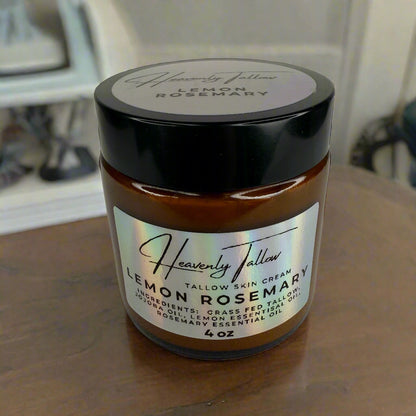 Heavenly Tallow
LEMON
ROSEMARY
Heavenly Tallow
TALLOW SKIN CREAM
LEMON ROSEMARY
INGREDIENTS: GRASS FED TALLOW,
JOJOBA OIL, LEMON ESSENTISAL OIL,
ROSEMARY ESSENTIAL OIL
4 OZ